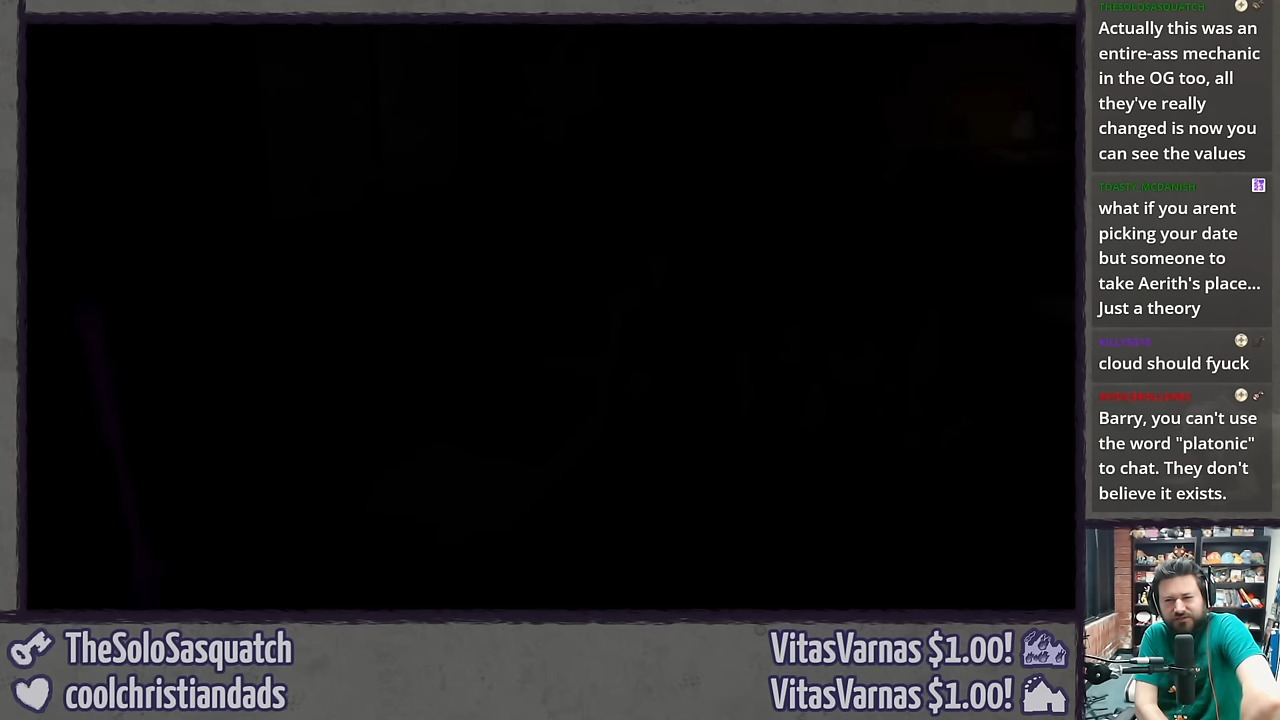 THESOLOSASQUATCH
Actually this was an
entire-ass mechanic
in the OG too, all
they've really
changed is now you
can see the values
TOASTY_MCDANISH
what if you arent
picking your date
but someone to
take Aerith's place...
Just a theory
cloud should fyuck
Barry, you can't use
the word "platonic"
to chat. They don't
believe it exists.
TheSoloSasquatch
coolchristiandads
VitasVarnas $1.00!
VitasVarnas $1.00!